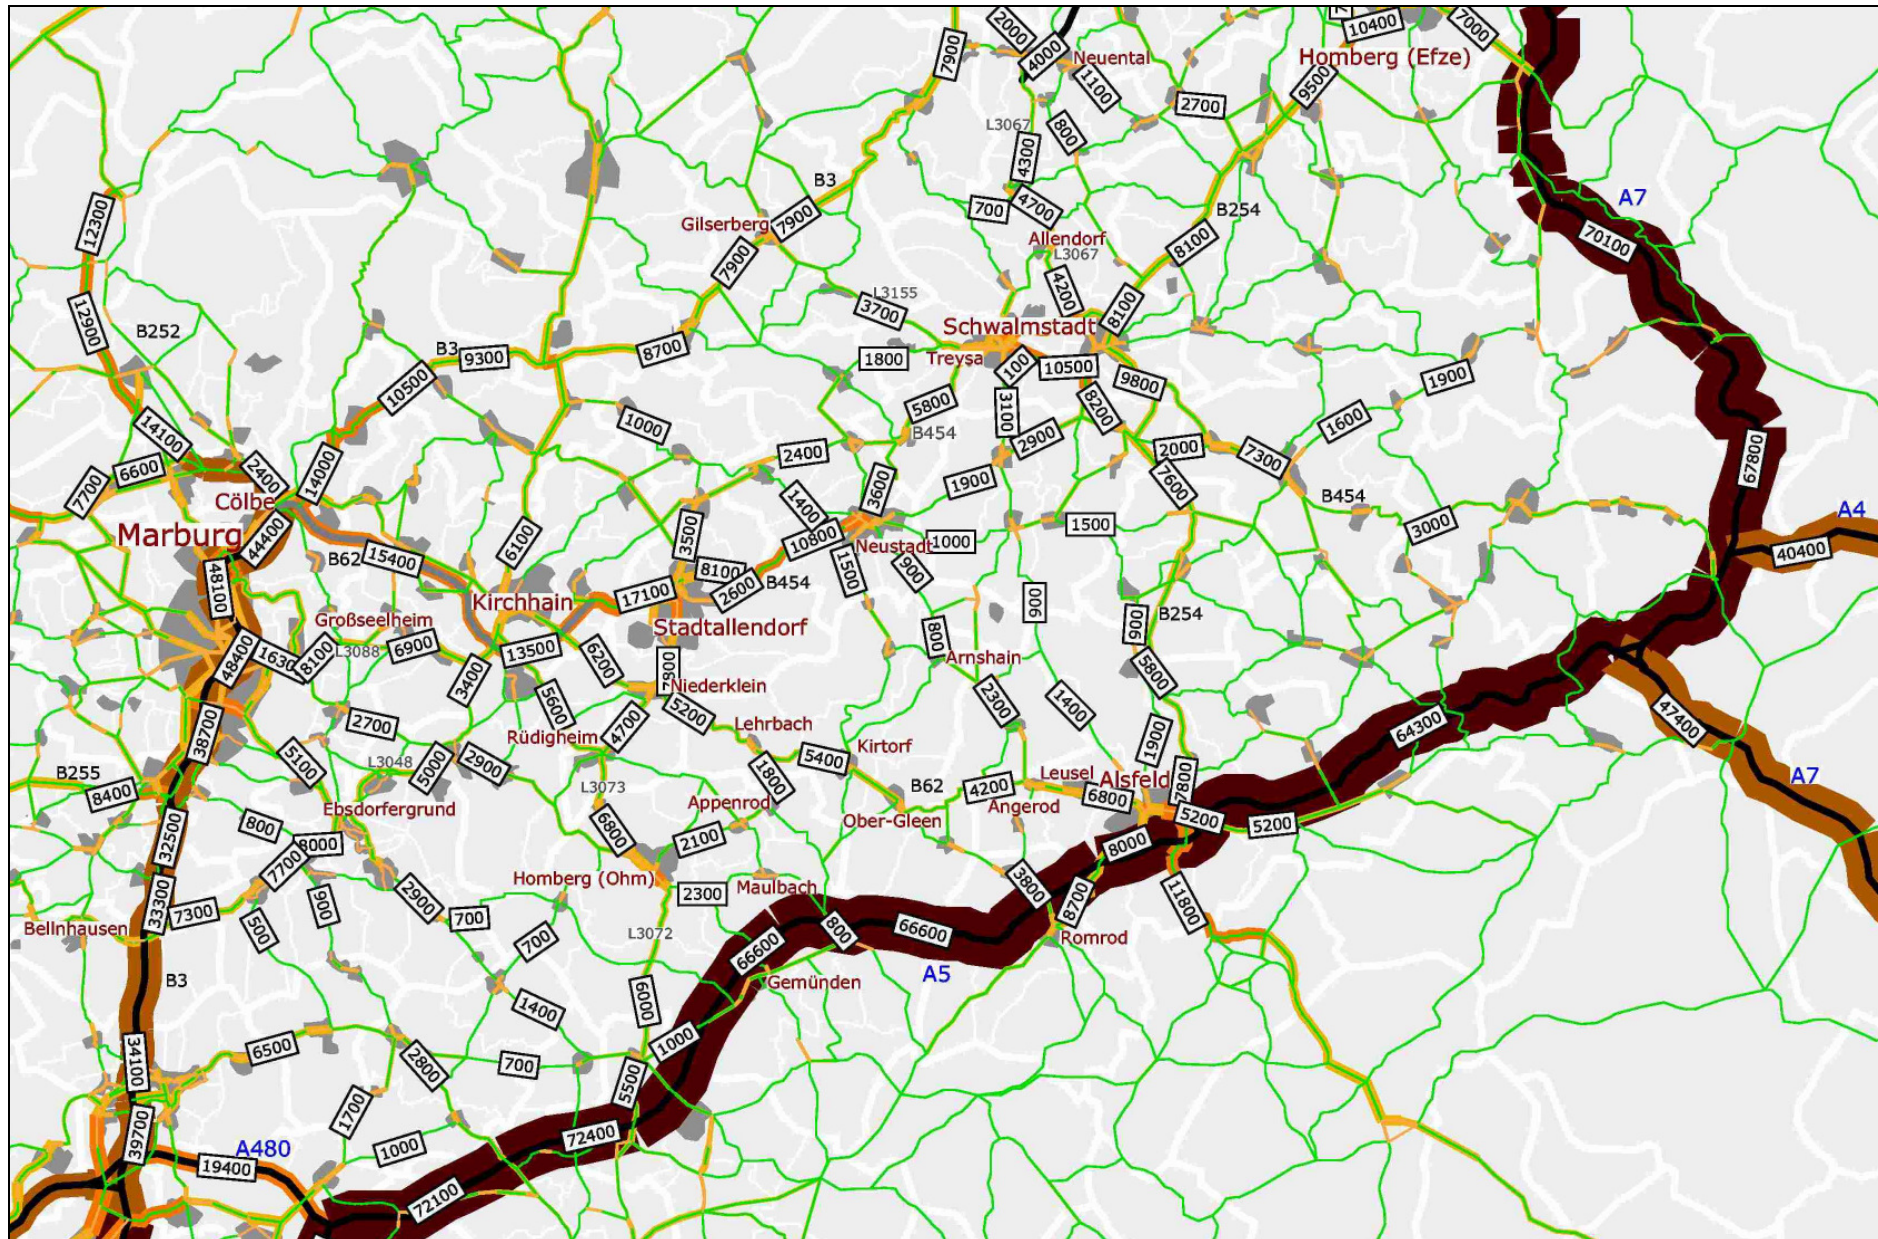 2000
4000
7900
Neuental
1100
10400
7000
Homberg (Efze)
9500
2700
L3067
800
4300
12300
B3
7900
Gilserberg
700
4700
B254
A7
70100
Allendorf
L3067
8100
7900
4200
L3155
3700
12900
B252
8100
Schwalmstadt
B3
9300
8700
1800
Treysa
100
10500
9800
1900
10500
5800
3100
8200
1600
14100
1000
B454
2900
2000
7300
67800
2400
6600
2400
14000
7700
1900
7600
3600
B454
Cölbe
1400
3000
A4
Marburg
44400
3500
10800
1500
6100
Neustadt
1000
40400
B62
15400
8100
1500
900
48100
B454
2600
17100
Kirchhain
900
900
B254
Großseelheim
Stadtallendorf
6900
L3088
8100
48400
13500
800
6200
Arnshain
3400
7800
Niederklein
5800
5600
5200
2300
1400
47400
2700
38700
Lehrbach
4700
Rüdigheim
64300
1900
Kirtorf
5400
5100
L3048
5000
2900
B255
1800
Leusel
Alsfeld
7800
A7
8400
L3073
B62
4200
6800
Appenrod
Angerod
Ebsdorfergrund
Ober-Gleen
5200
5200
800
32500
6800
2100
8000
8000
7700
Homberg (Ohm)
3800
Maulbach
2300
2900
900
8700
11800
33300
7300
700
Bellnhausen
500
L3072
800
66600
700
Romrod
66600
A5
B3
Gemünden
6000
1400
1000
6500
34100
2800
700
5500
1700
39700
72400
A480
1000
19400
72100